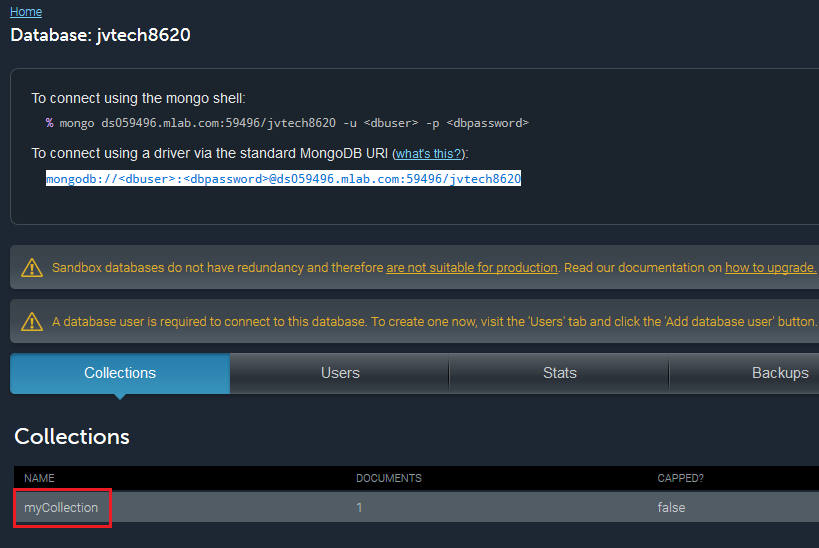 Home
Database: jvtech8620
To connect using the mongo shell:
% mongo ds059496.mlab.com:59496/jvtech8620 -u <dbuser> -p <dbpassword>
To connect using a driver via the standard MongoDB URI (what's this?):
mongodb://<dbuser>:<dbpassword>@ds059496.mlab.com:59496/jvtech8620
Sandbox databases do not have redundancy and therefore are not suitable for production. Read our documentation on how to upgrade.
A database user is required to connect to this database. To create one now, visit the 'Users' tab and click the 'Add database user' button.
Collections Users Stats Backups
Collections
NAME DOCUMENTS CAPPED?
myCollection 1 false